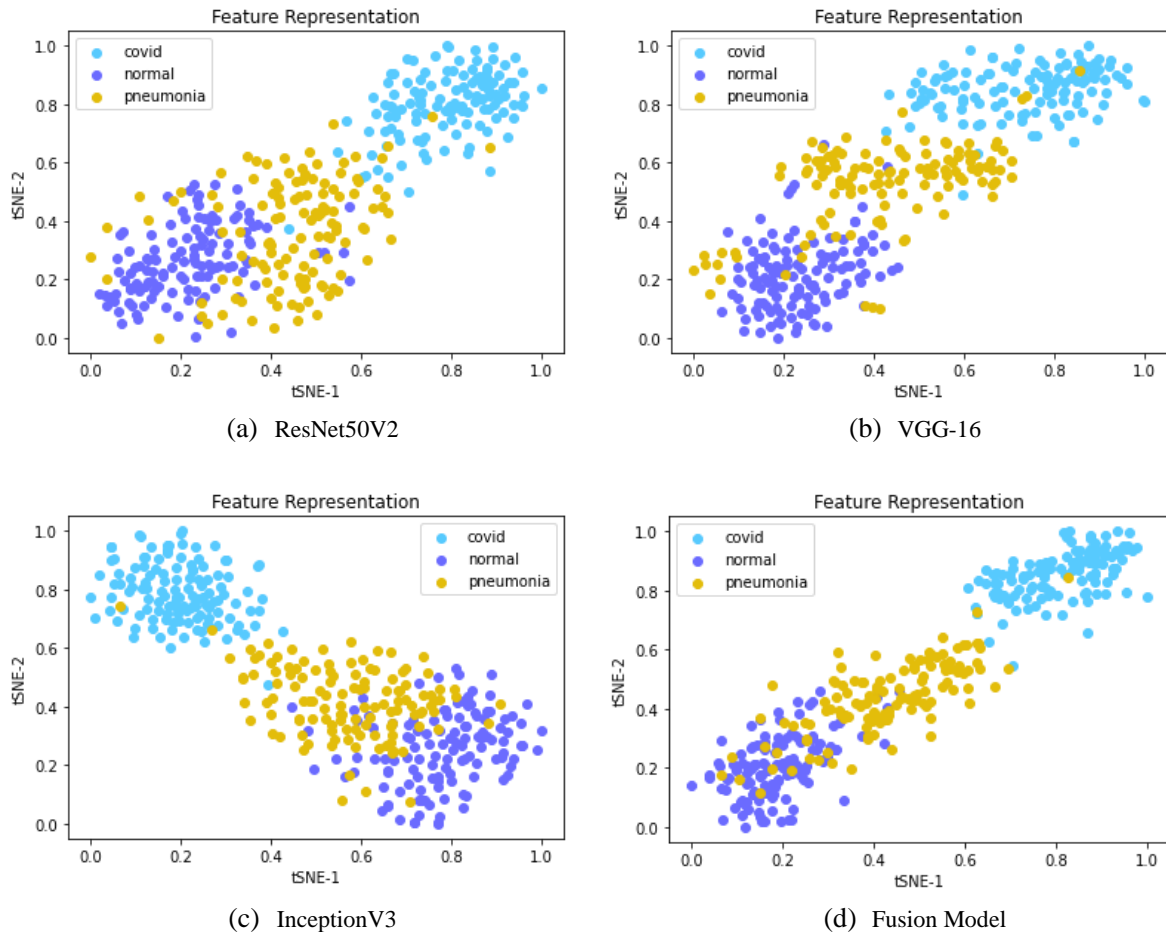 Feature Representation
covid
normal
pneumonia
1.0
0.8
0.6
0.4
0.2
0.0
tSNE-2
0.0 0.2 0.4 0.6 0.8 1.0
tSNE-1
(a) ResNet50V2
Feature Representation
covid
normal
pneumonia
1.0
0.8
0.6
0.4
0.2
0.0
tSNE-2
0.0 0.2 0.4 0.6 0.8 1.0
tSNE-1
(b) VGG-16
Feature Representation
covid
normal
pneumonia
1.0
0.8
0.6
0.4
0.2
0.0
tSNE-2
0.0 0.2 0.4 0.6 0.8 1.0
tSNE-1
(c) InceptionV3
Feature Representation
covid
normal
pneumonia
1.0
0.8
0.6
0.4
0.2
0.0
tSNE-2
0.0 0.2 0.4 0.6 0.8 1.0
tSNE-1
(d) Fusion Model